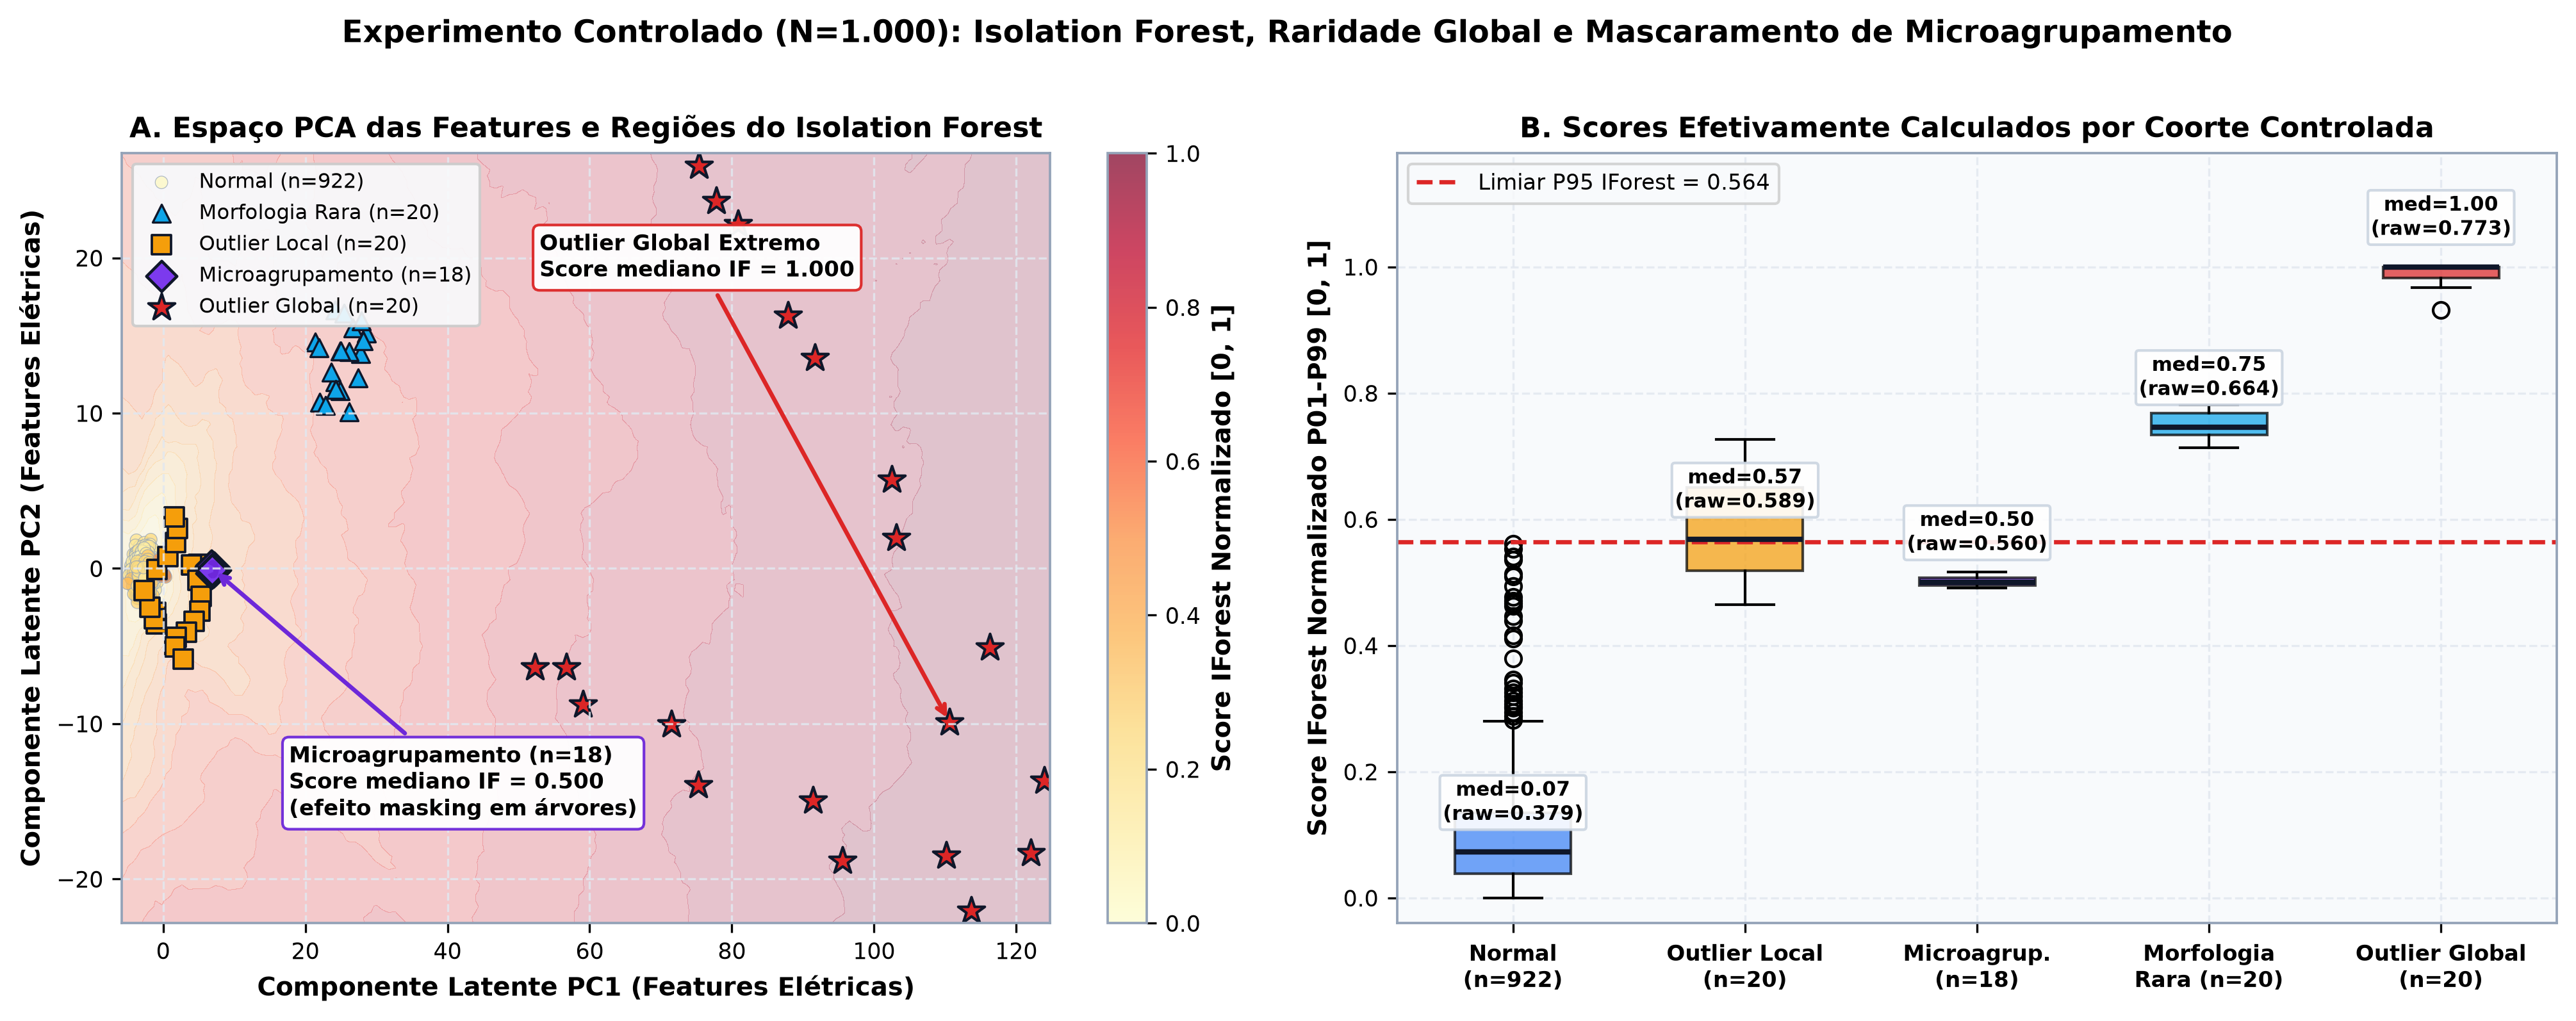 Experimento Controlado (N=1.000): Isolation Forest, Raridade Global e Mascaramento de Microagrupamento
A. Espaço PCA das Features e Regiões do Isolation Forest
Normal (n=922)
Morfologia Rara (n=20)
Outlier Local (n=20)
Microagrupamento (n=18)
Outlier Global (n=20)
Outlier Global Extremo
Score mediano IF = 1.000
Microagrupamento (n=18)
Score mediano IF = 0.500
(efeito masking em árvores)
Componente Latente PC2 (Features Elétricas)
20
10
0
−10
−20
0
20
40
60
80
100
120
Componente Latente PC1 (Features Elétricas)
1.0
0.8
0.6
0.4
0.2
0.0
Score IForest Normalizado [0, 1]
B. Scores Efetivamente Calculados por Coorte Controlada
Limiar P95 IForest = 0.564
Score IForest Normalizado P01-P99 [0, 1]
1.0
0.8
0.6
0.4
0.2
0.0
med=0.07
(raw=0.379)
med=0.57
(raw=0.589)
med=0.50
(raw=0.560)
med=0.75
(raw=0.664)
med=1.00
(raw=0.773)
Normal
(n=922)
Outlier Local
(n=20)
Microagrup.
(n=18)
Morfologia
Rara (n=20)
Outlier Global
(n=20)